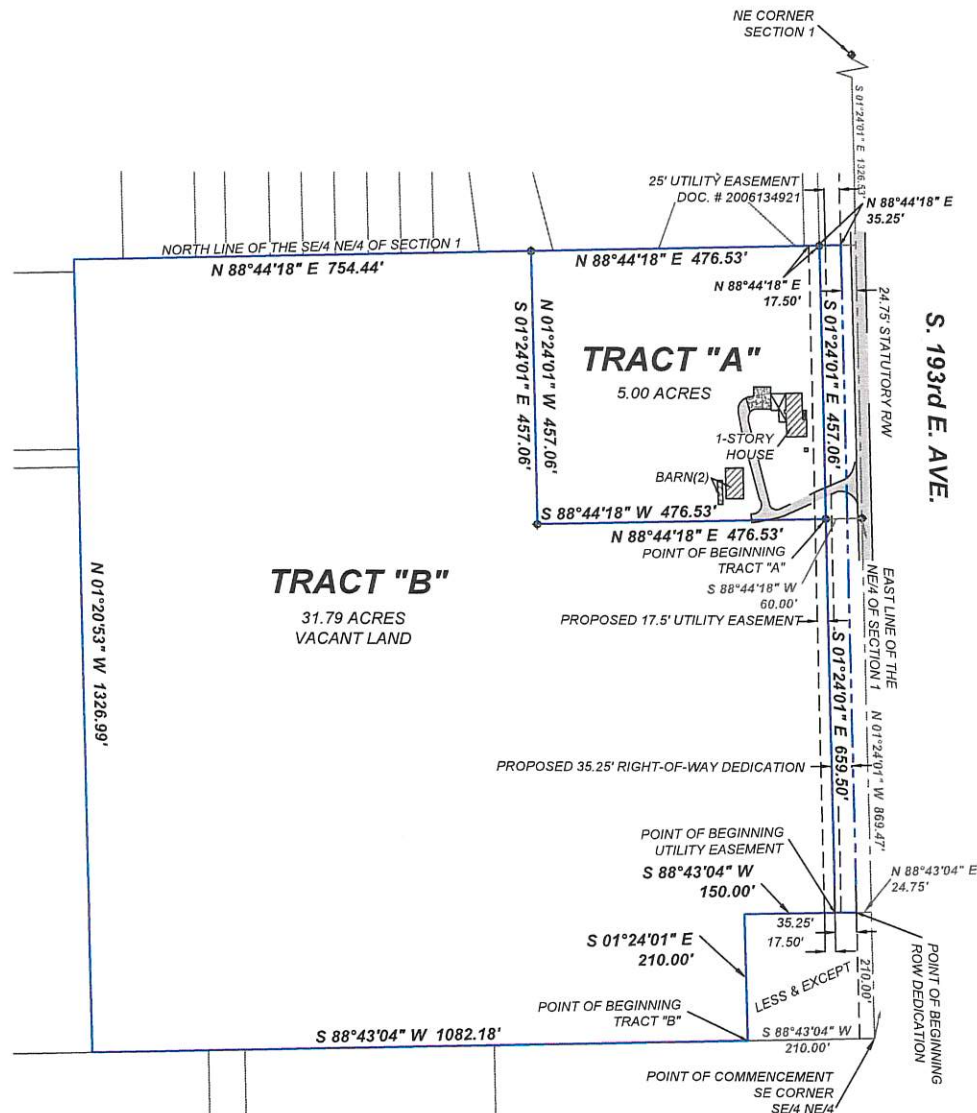 NE CORNER
SECTION 1
S 01°24'01" E 1326.53'
25' UTILITY EASEMENT
DOC. # 2006134921
N 88°44'18" E
35.25'
NORTH LINE OF THE SE/4 NE/4 OF SECTION 1
N 88°44'18" E 754.44'
N 88°44'18" E 476.53'
N 88°44'18" E
17.50'
24.75' STATUTORY R/W
S. 193rd E. AVE.
S 01°24'01" E 457.06'
N 01°24'01" W 457.06'
S 01°24'01" E 457.06'
TRACT "A"
5.00 ACRES
1-STORY
HOUSE
BARN(2)
S 88°44'18" W 476.53'
N 88°44'18" E 476.53'
POINT OF BEGINNING
TRACT "A"
S 88°44'18" W
60.00'
TRACT "B"
31.79 ACRES
VACANT LAND
N 01°20'53" W 1326.99'
PROPOSED 17.5' UTILITY EASEMENT
EAST LINE OF THE
NE/4 OF SECTION 1
S 01°24'01" E 659.50'
N 01°24'01" W 869.47'
PROPOSED 35.25' RIGHT-OF-WAY DEDICATION
POINT OF BEGINNING
UTILITY EASEMENT
S 88°43'04" W
150.00'
N 88°43'04" E
24.75'
35.25'
17.50'
S 01°24'01" E
210.00'
LESS & EXCEPT
210.00'
POINT OF BEGINNING
ROW DEDICATION
POINT OF BEGINNING
TRACT "B"
S 88°43'04" W 1082.18'
S 88°43'04" W
210.00'
POINT OF COMMENCEMENT
SE CORNER
SE/4 NE/4